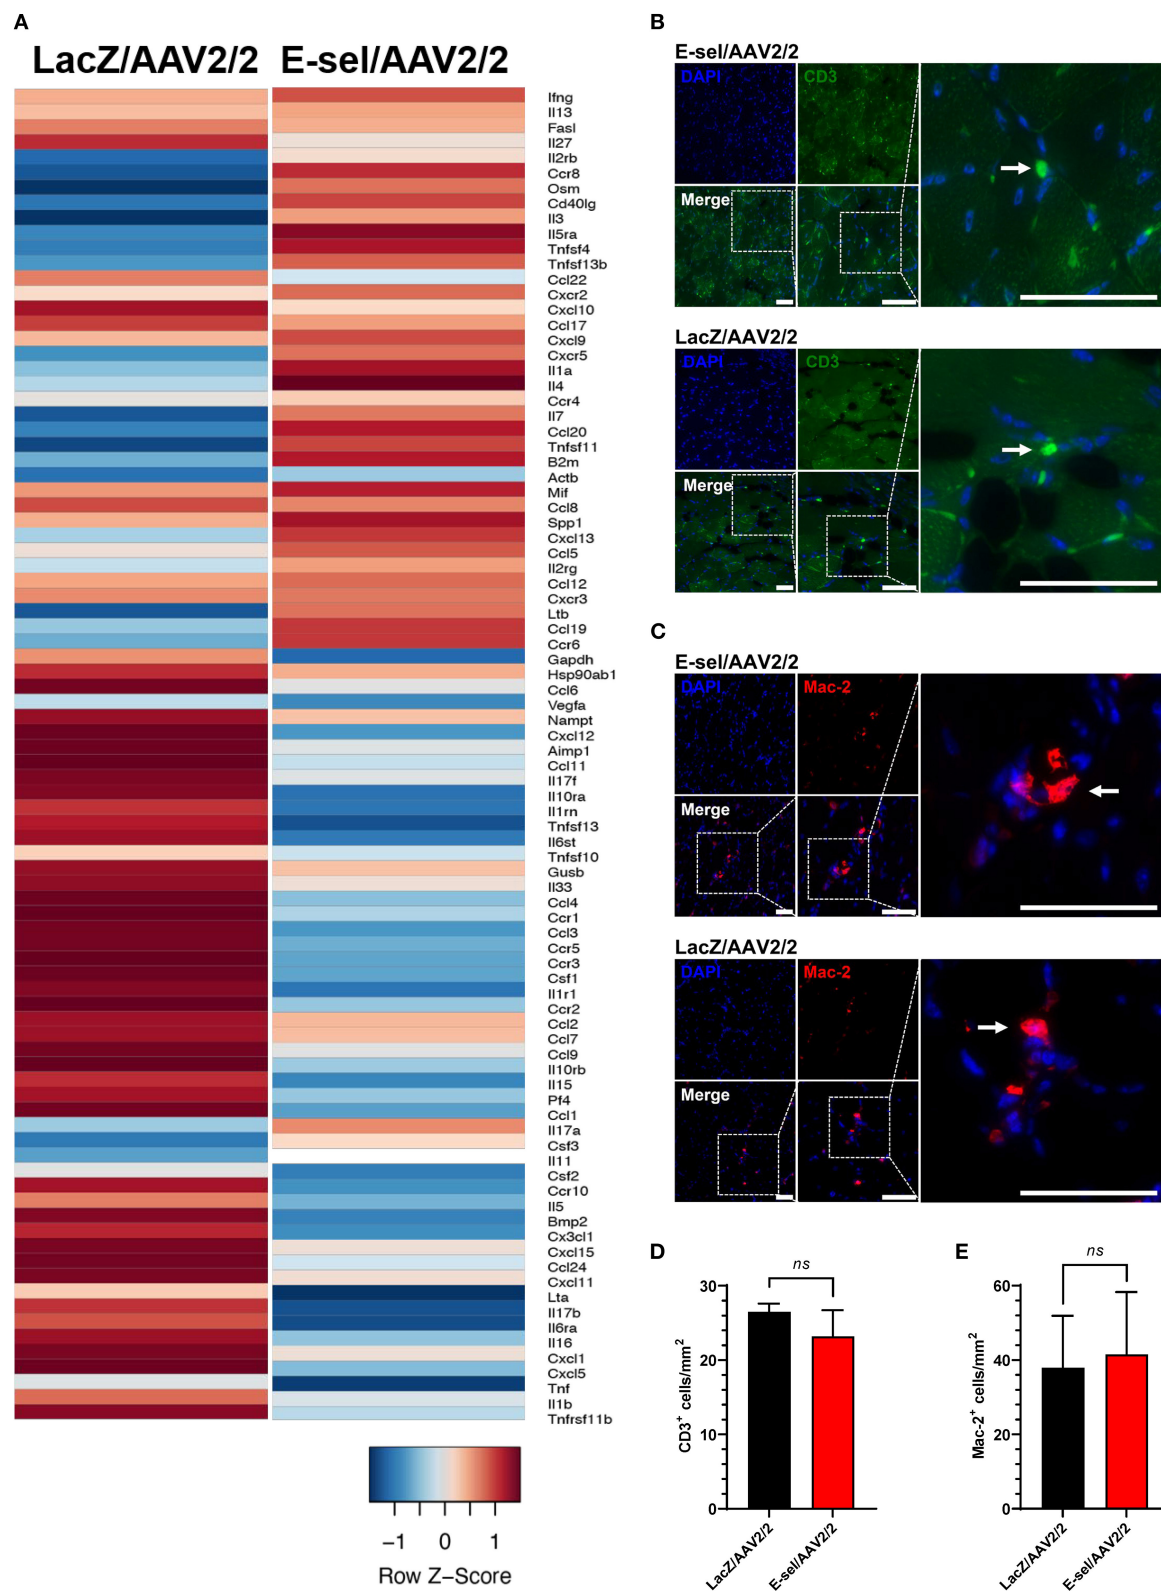 A
LacZ/AAV2/2 E-sel/AAV2/2
Ifng
Il13
Fasl
Il27
Il2rb
Ccr8
Osm
Cd40lg
Il3
Il5ra
Tnfsf4
Tnfsf13b
Ccl22
Cxcr2
Cxcl10
Ccl17
Cxcl9
Cxcr5
Il1a
Il4
Ccr4
Il7
Ccl20
Tnfsf11
B2m
Actb
Mif
Ccl8
Spp1
Cxcl13
Ccl5
Il2rg
Ccl12
Cxcr3
Ltb
Ccl19
Ccr6
Gapdh
Hsp90ab1
Ccl6
Vegfa
Nampt
Cxcl12
Aimp1
Ccl11
Il17f
Il10ra
Il1rn
Tnfsf13
Il6st
Tnfsf10
Gusb
Il33
Ccl4
Ccr1
Ccl3
Ccr5
Ccr3
Csf1
Il1r1
Ccr2
Ccl2
Ccl7
Ccl9
Il10rb
Il15
Pf4
Ccl1
Il17a
Csf3
Il11
Csf2
Ccr10
Il5
Bmp2
Cx3cl1
Cxcl15
Ccl24
Cxcl11
Lta
Il17b
Il6ra
Il16
Cxcl1
Cxcl5
Tnf
Il1b
Tnfrsf11b
−1 0 1
Row Z−Score
B
E-sel/AAV2/2
DAPI CD3
Merge
LacZ/AAV2/2
DAPI CD3
Merge
C
E-sel/AAV2/2
DAPI Mac-2
Merge
LacZ/AAV2/2
DAPI Mac-2
Merge
D
ns
30
20
10
0
CD3+ cells/mm2
LacZ/AAV2/2
E-sel/AAV2/2
E
ns
60
40
20
0
Mac-2+ cells/mm2
LacZ/AAV2/2
E-sel/AAV2/2